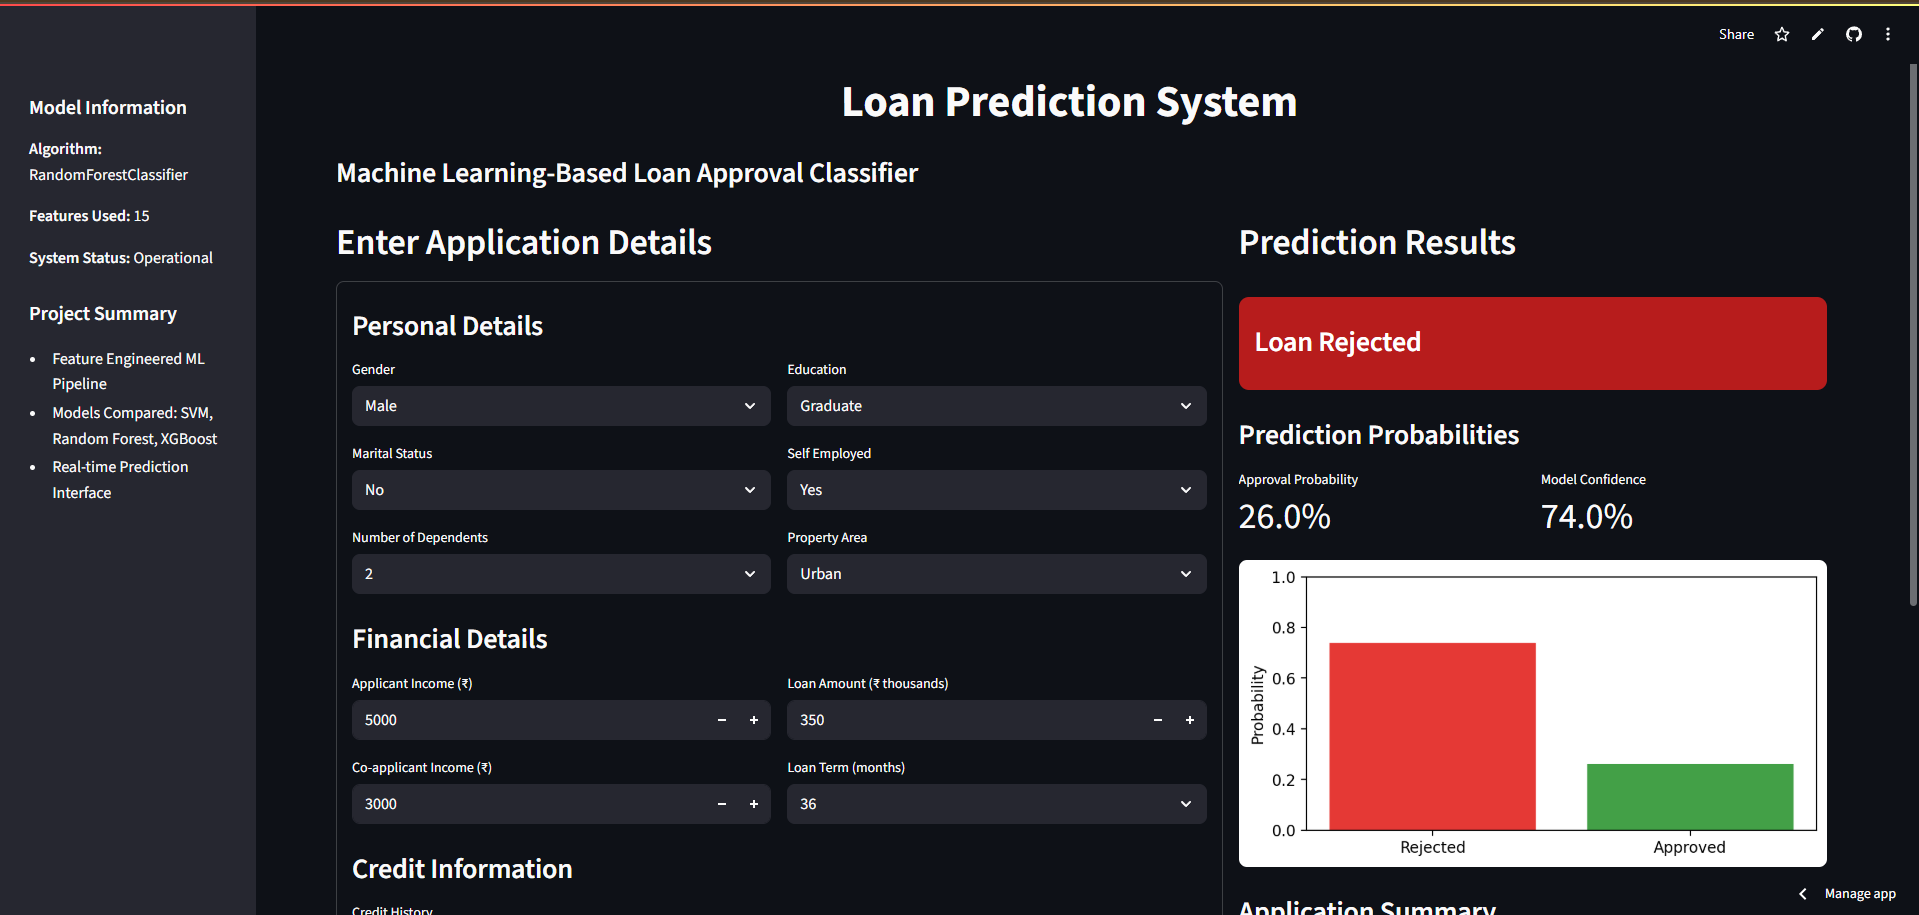 Share
Model Information
Algorithm:
RandomForestClassifier
Features Used: 15
System Status: Operational
Project Summary
Feature Engineered ML
Pipeline
Models Compared: SVM,
Random Forest, XGBoost
Real-time Prediction
Interface
Loan Prediction System
Machine Learning-Based Loan Approval Classifier
Enter Application Details
Personal Details
Gender
Male
Education
Graduate
Marital Status
No
Self Employed
Yes
Number of Dependents
2
Property Area
Urban
Financial Details
Applicant Income (₹)
5000
Loan Amount (₹ thousands)
350
Co-applicant Income (₹)
3000
Loan Term (months)
36
Credit Information
Credit History
Prediction Results
Loan Rejected
Prediction Probabilities
Approval Probability
26.0%
Model Confidence
74.0%
Probability
1.0
0.8
0.6
0.4
0.2
0.0
Rejected
Approved
Application Summary
Manage app